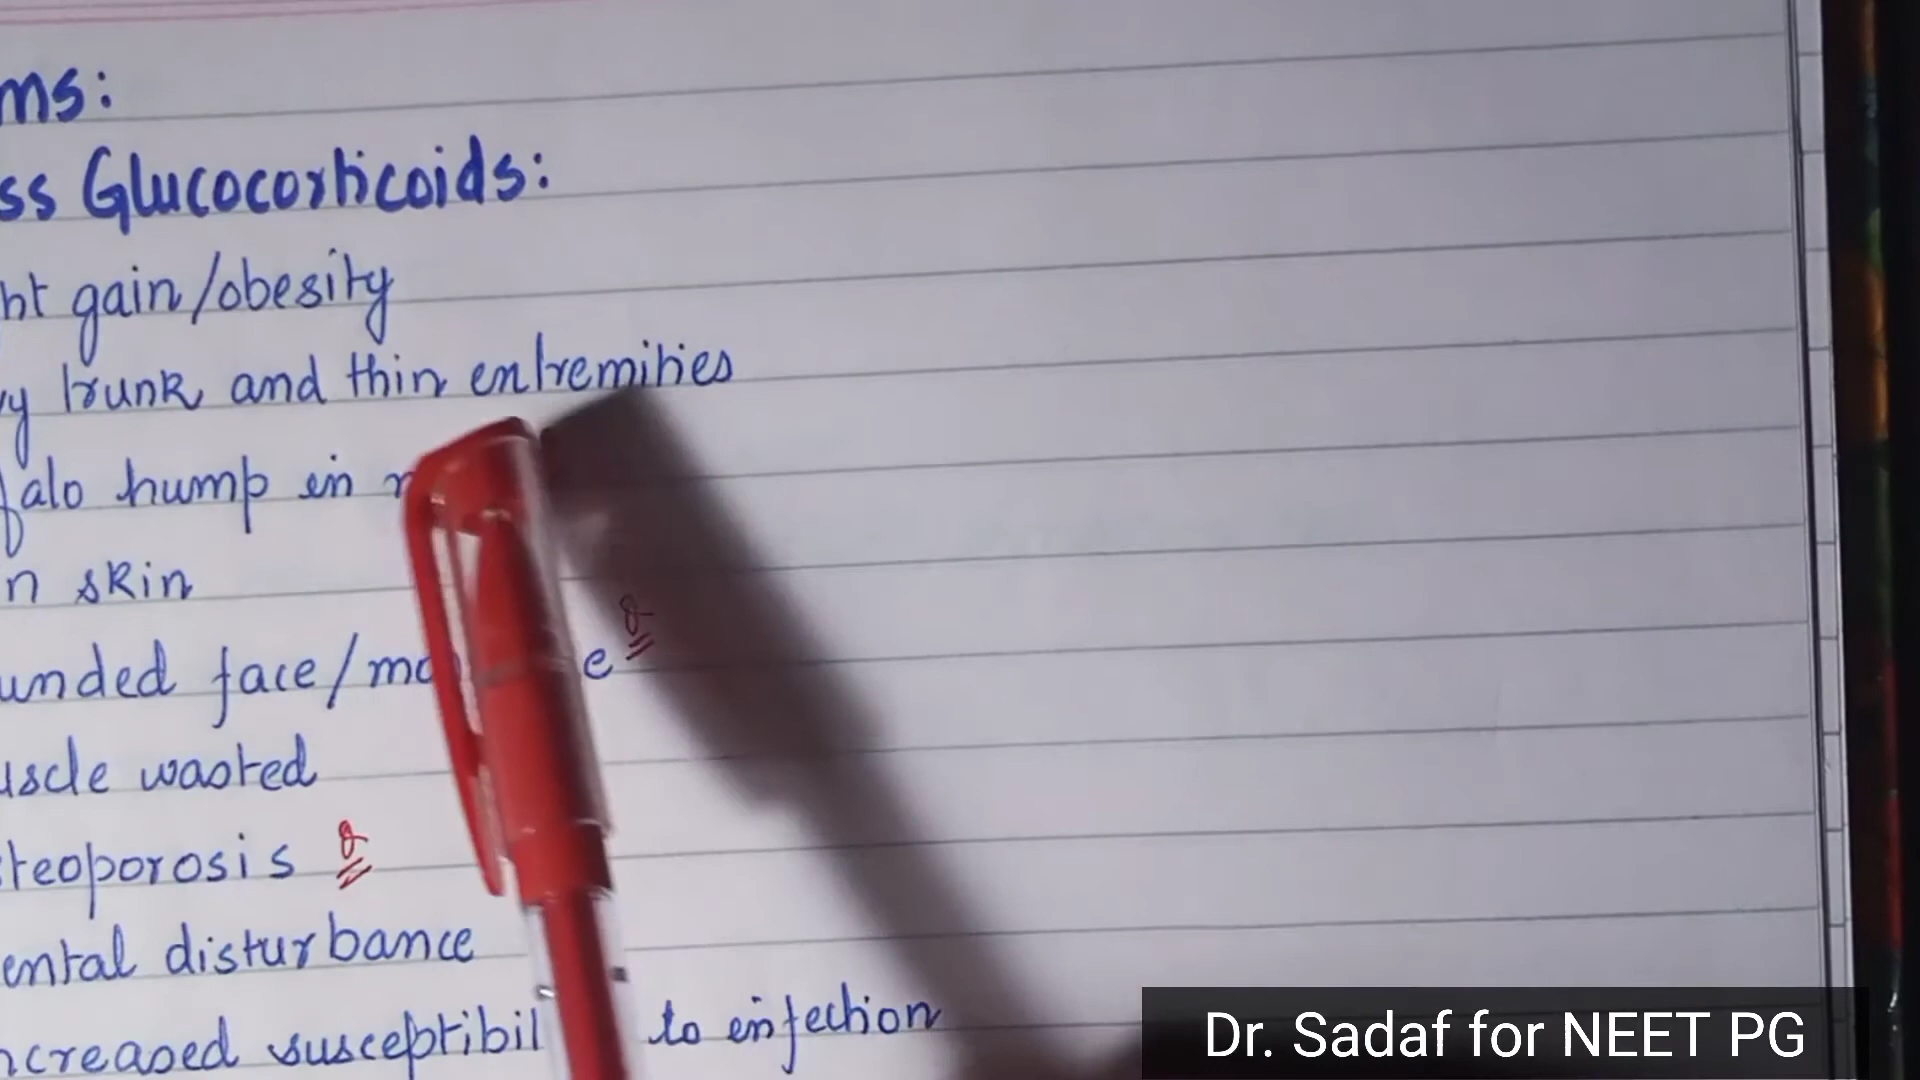 ms:
ss Glucocorticoids:
ht gain/obesity
y trunk and thin extremities
falo hump in
n skin
unded face/mo e
uscle wasted
teoporosis
ental disturbance
ncreased susceptibil to infection
Dr. Sadaf for NEET PG